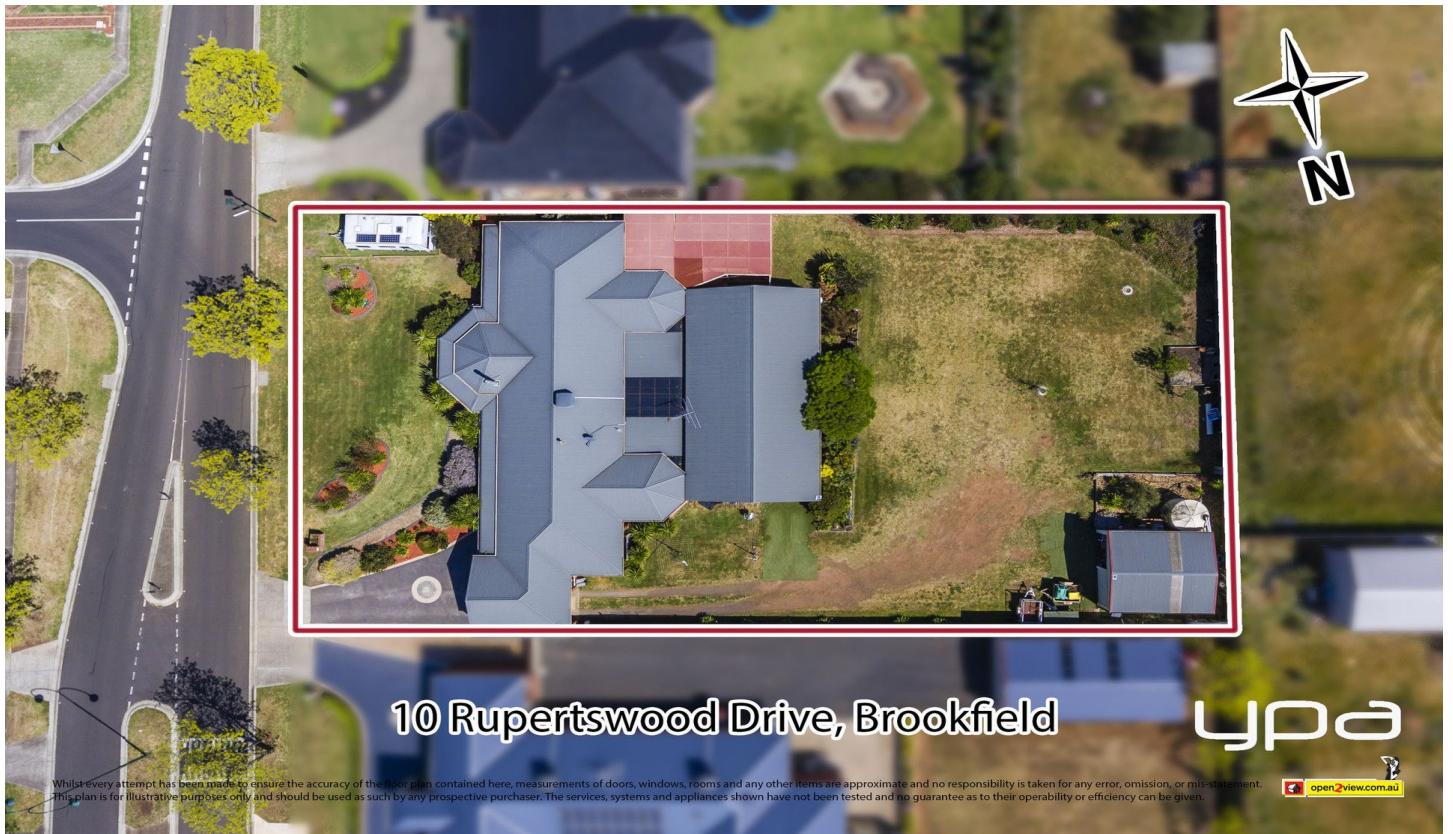 N
10 Rupertswood Drive, Brookfield
ypa
Whilst every attempt has been made to ensure the accuracy of the floor plan contained here, measurements of doors, windows, rooms and any other items are approximate and no responsibility is taken for any error, omission, or mis-statement.
This plan is for illustrative purposes only and should be used as such by any prospective purchaser. The services, systems and appliances shown have not been tested and no guarantee as to their operability or efficiency can be given.
open2view.com.au